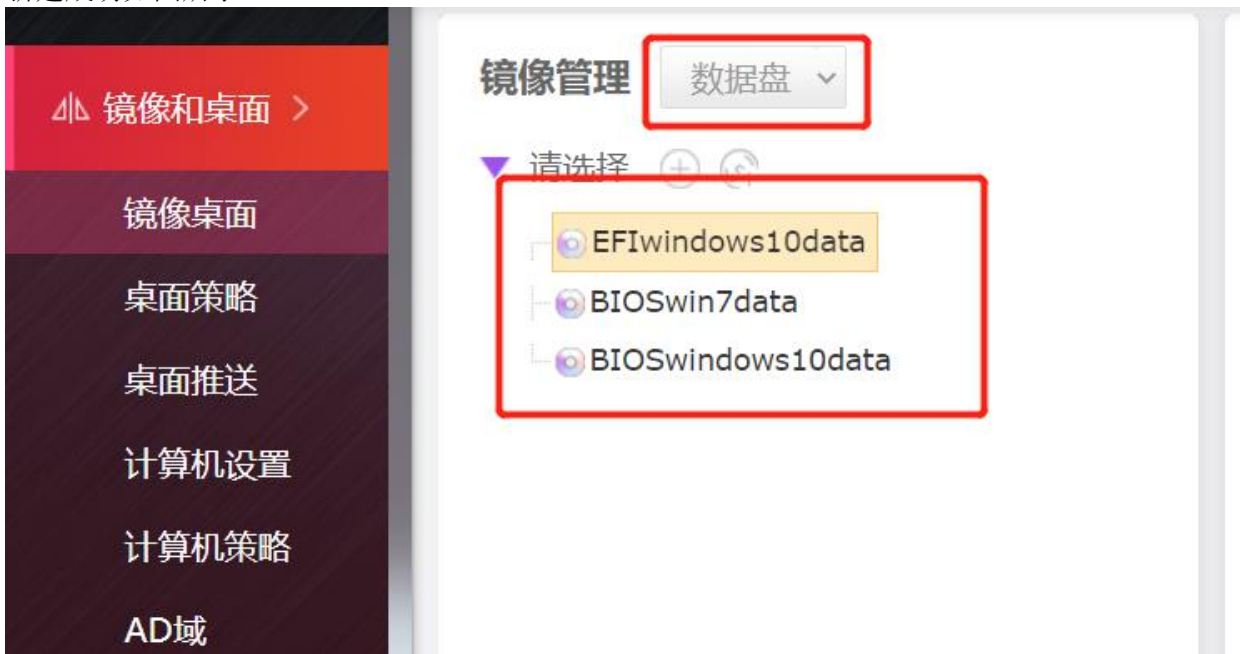 镜像和桌面
镜像桌面
桌面策略
桌面推送
计算机设置
计算机策略
AD域
镜像管理 数据盘
请选择
EFIwindows10data
BIOSwin7data
BIOSwindows10data